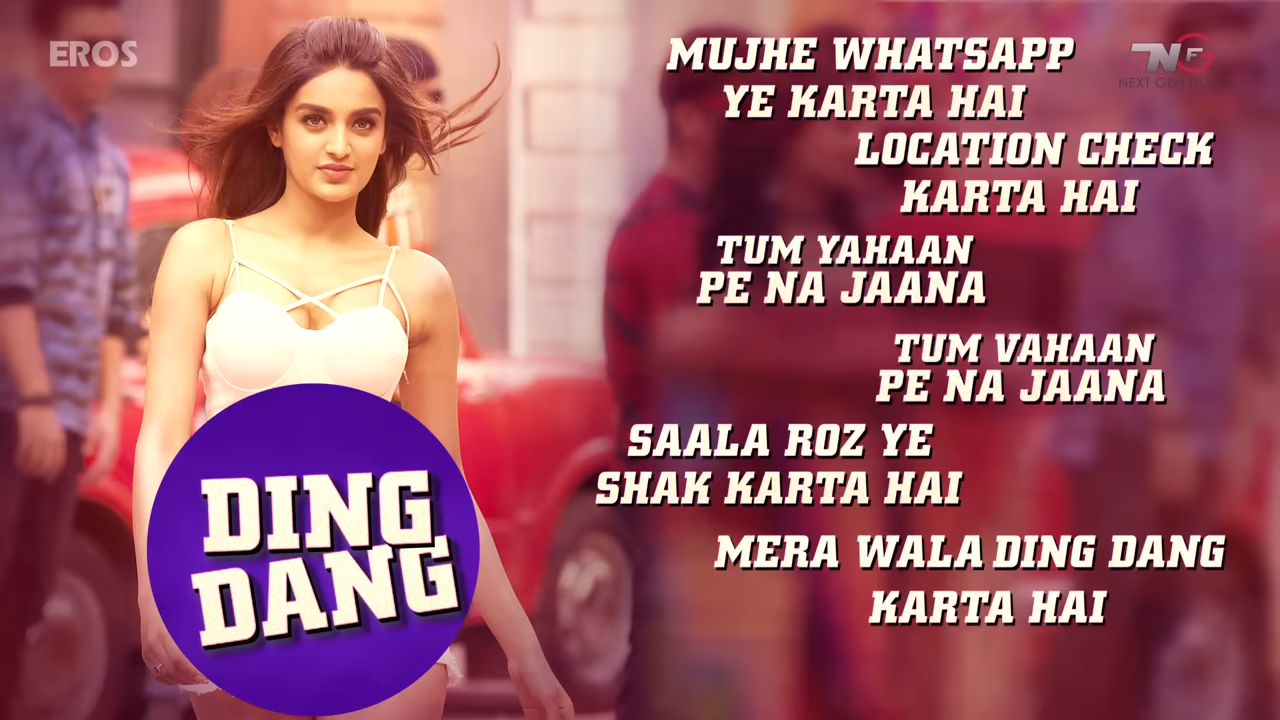 EROS
NEXT GEN FILMS
MUJHE WHATSAPP
YE KARTA HAI
LOCATION CHECK
KARTA HAI
TUM YAHAAN
PE NA JAANA
TUM VAHAAN
PE NA JAANA
SAALA ROZ YE
SHAK KARTA HAI
MERA WALA DING DANG
KARTA HAI
DING
DANG